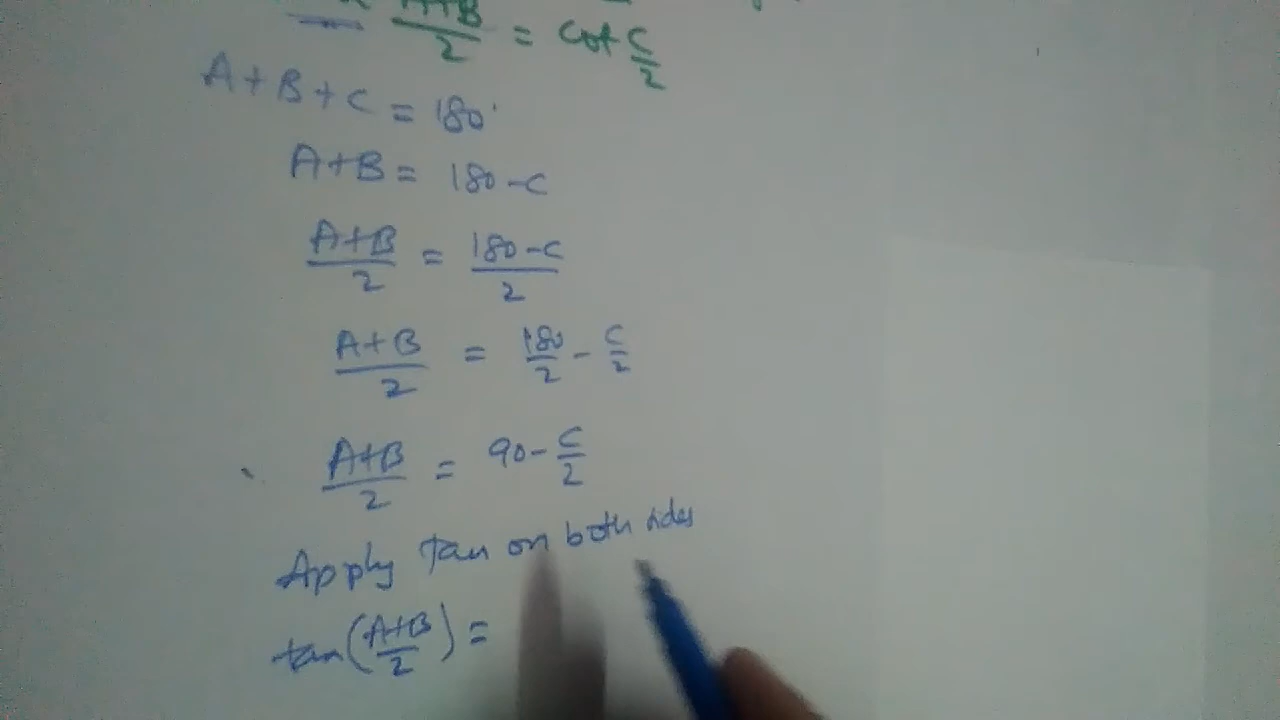 A+B/2 = Cot C/2
A+B+C = 180°
A+B = 180-C
A+B/2 = 180-C/2
A+B/2 = 180/2 - C/2
A+B/2 = 90 - C/2
Apply Tan on both sides
tan(A+B/2) =